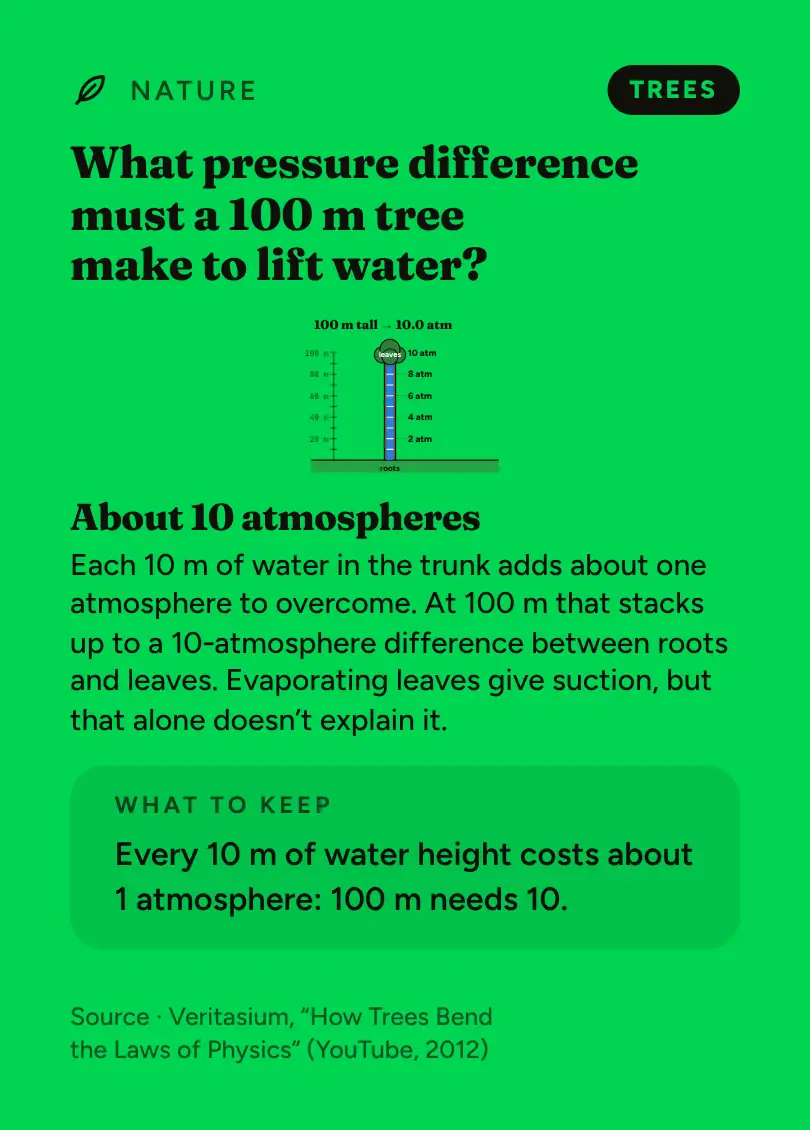 NATURE
TREES
What pressure difference
must a 100 m tree
make to lift water?
100 m tall → 10.0 atm
100 m
leaves
10 atm
80 m
8 atm
60 m
6 atm
40 m
4 atm
20 m
2 atm
roots
About 10 atmospheres
Each 10 m of water in the trunk adds about one
atmosphere to overcome. At 100 m that stacks
up to a 10-atmosphere difference between roots
and leaves. Evaporating leaves give suction, but
that alone doesn’t explain it.
WHAT TO KEEP
Every 10 m of water height costs about
1 atmosphere: 100 m needs 10.
Source · Veritasium, “How Trees Bend
the Laws of Physics” (YouTube, 2012)